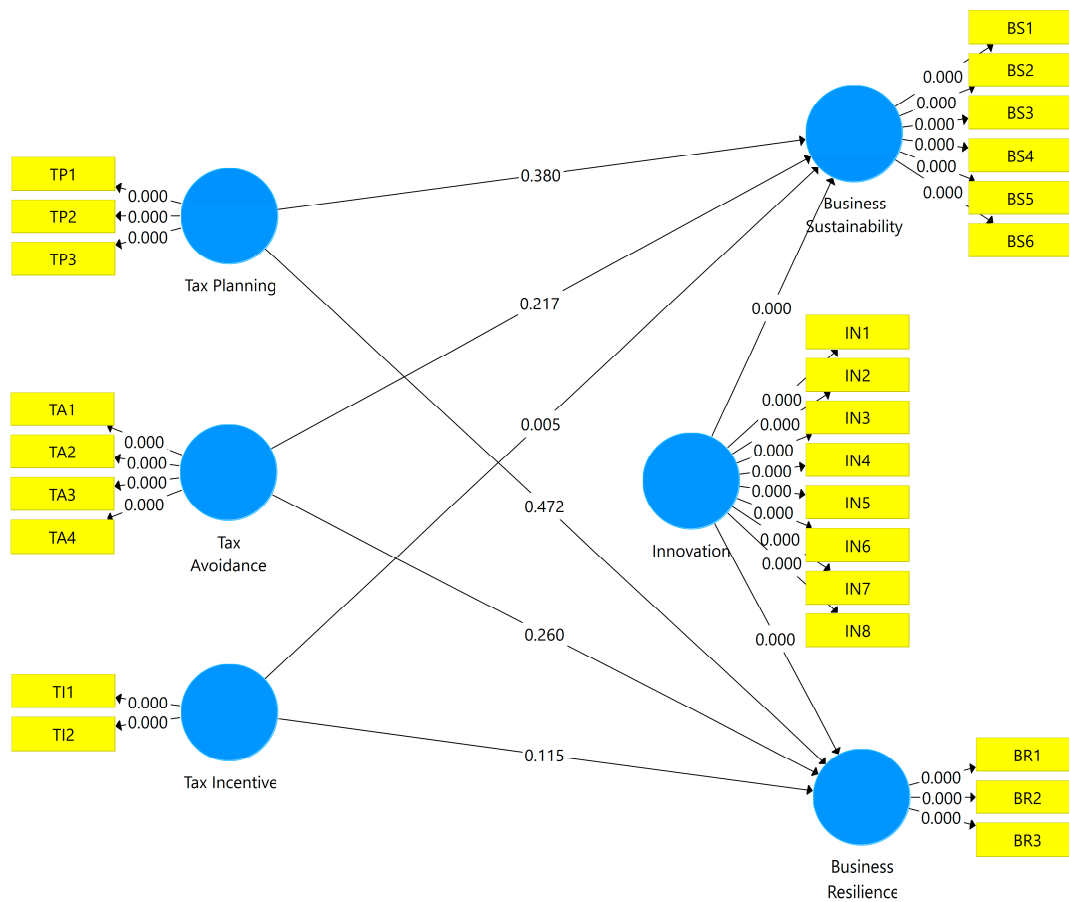 BS1
BS2
BS3
BS4
BS5
BS6
0.000
0.000
0.000
0.000
0.000
0.000
Business
Sustainability
TP1
TP2
TP3
0.000
0.000
0.000
Tax Planning
0.380
0.217
0.005
0.472
0.260
0.115
0.000
0.000
TA1
TA2
TA3
TA4
0.000
0.000
0.000
0.000
Tax
Avoidance
IN1
IN2
IN3
IN4
IN5
IN6
IN7
IN8
0.000
0.000
0.000
0.000
0.000
0.000
0.000
0.000
Innovation
TI1
TI2
0.000
0.000
Tax Incentive
BR1
BR2
BR3
0.000
0.000
0.000
Business
Resilience